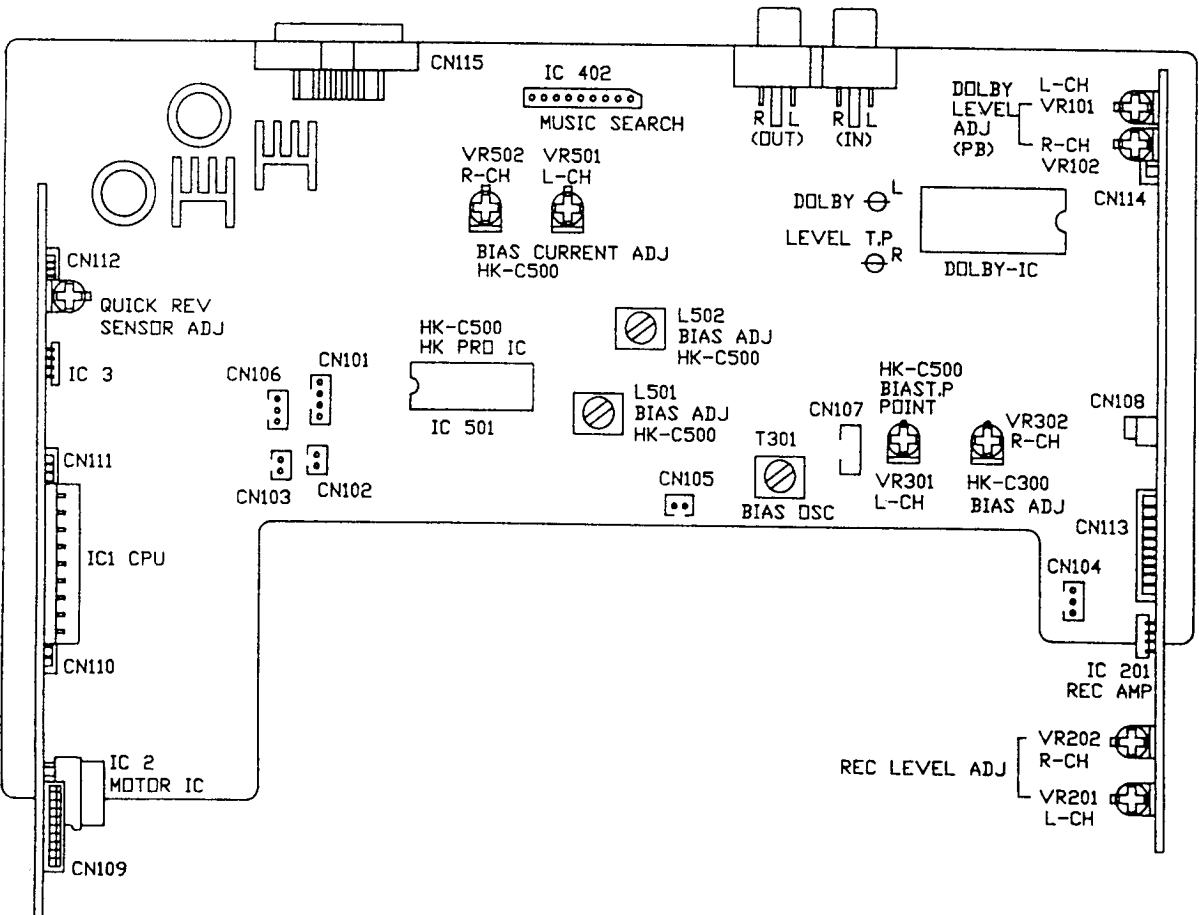 CN115
IC 402
MUSIC SEARCH
R L
(OUT)
R L
(IN)
DOLBY
LEVEL
ADJ
(PB)
L-CH
VR101
R-CH
VR102
CN114
VR502
R-CH
VR501
L-CH
BIAS CURRENT ADJ
HK-C500
DOLBY
L
LEVEL T.P
R
DOLBY-IC
CN112
QUICK REV
SENSOR ADJ
IC 3
CN106
CN101
HK-C500
HK PRO IC
IC 501
L502
BIAS ADJ
HK-C500
L501
BIAS ADJ
HK-C500
HK-C500
BIAST.P
POINT
CN107
VR302
R-CH
CN108
CN111
CN103
CN102
T301
BIAS OSC
CN105
VR301
L-CH
HK-C300
BIAS ADJ
CN113
IC1 CPU
CN104
CN110
IC 201
REC AMP
IC 2
MOTOR IC
REC LEVEL ADJ
VR202
R-CH
VR201
L-CH
CN109